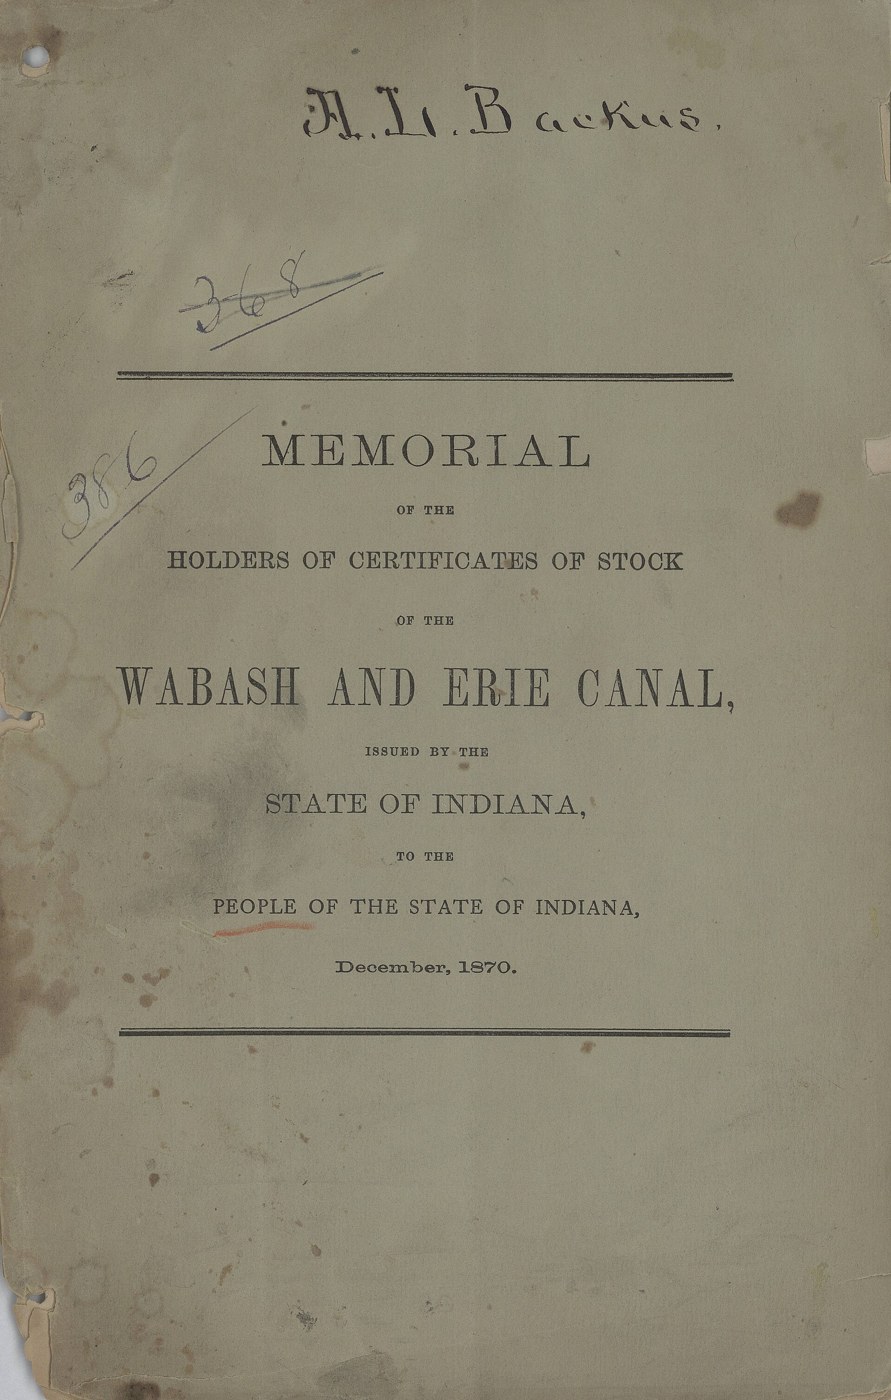 A. L. Backus.
368
386
MEMORIAL
OF THE
HOLDERS OF CERTIFICATES OF STOCK
OF THE
WABASH AND ERIE CANAL,
ISSUED BY THE
STATE OF INDIANA,
TO THE
PEOPLE OF THE STATE OF INDIANA,
December, 1870.